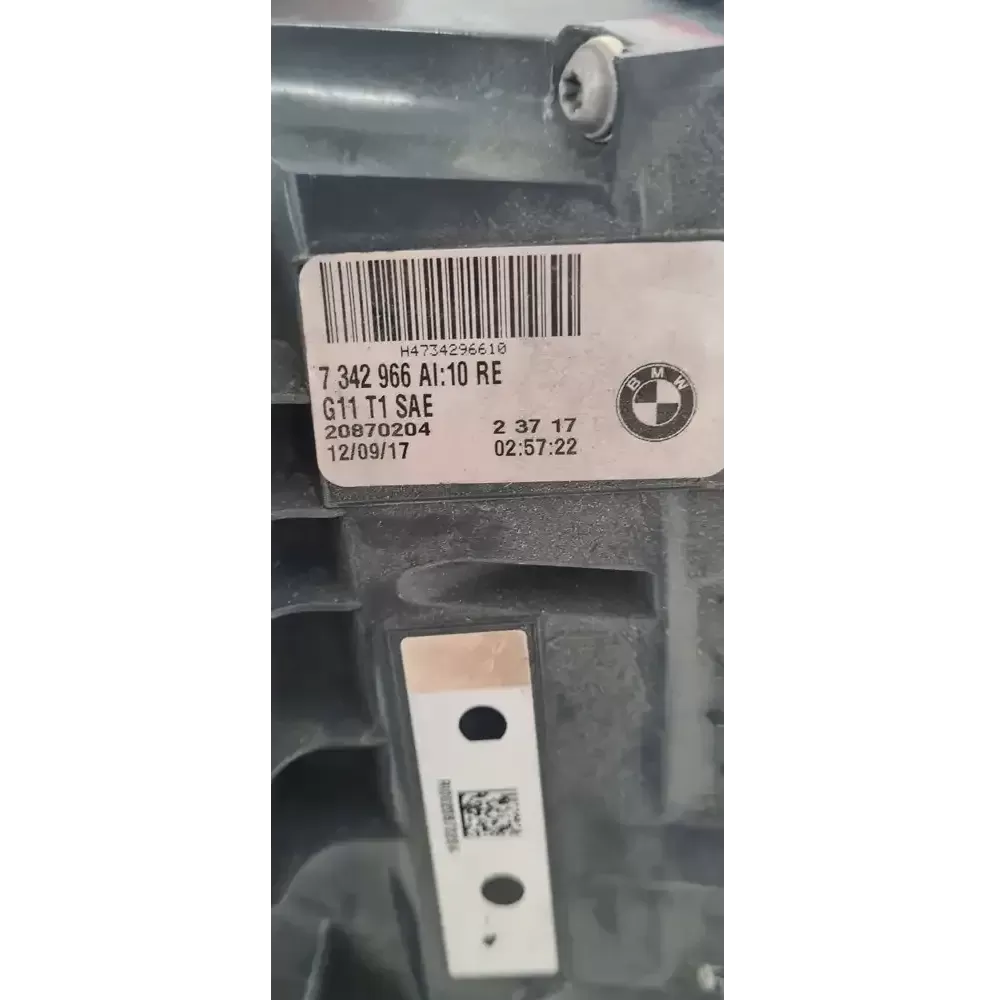 H4734296610
7 342 966 AI:10 RE
G11 T1 SAE
BMW
20870204 2 37 17
12/09/17 02:57:22